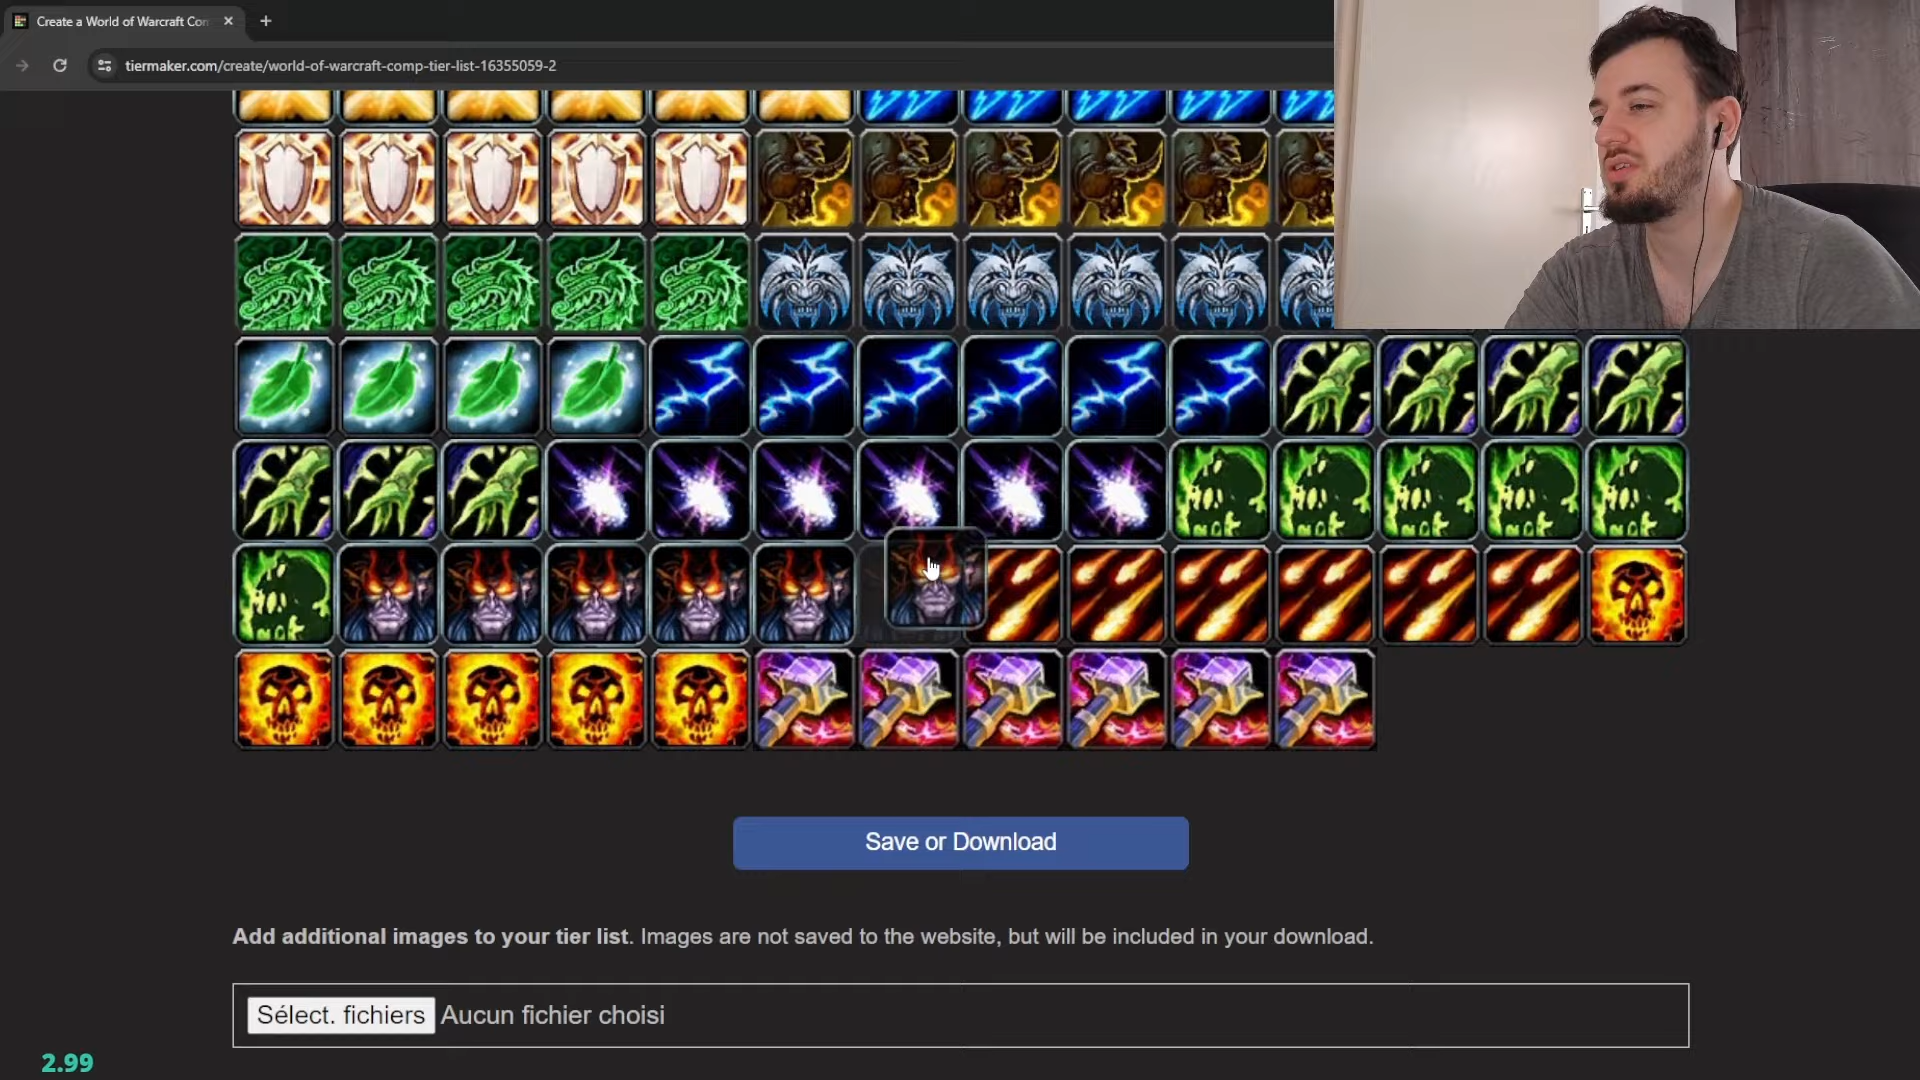 Create a World of Warcraft Con
tiermaker.com/create/world-of-warcraft-comp-tier-list-16355059-2
Save or Download
Add additional images to your tier list. Images are not saved to the website, but will be included in your download.
Sélect. fichiers Aucun fichier choisi
2.99